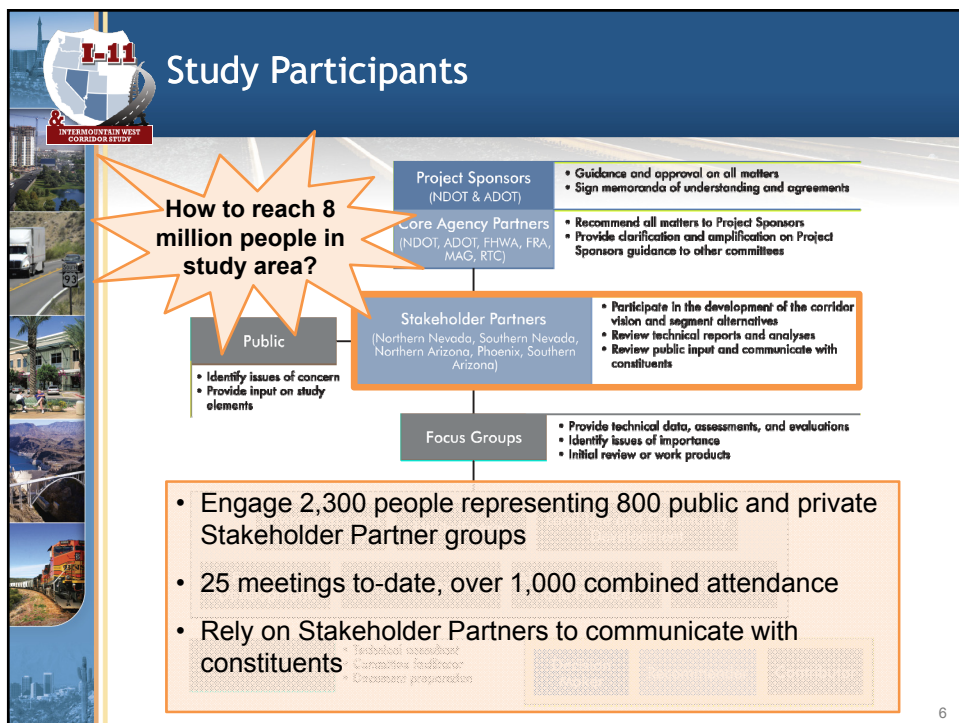 I-11
&
INTERMOUNTAIN WEST
CORRIDOR STUDY
Study Participants
93
How to reach 8
million people in
study area?
Project Sponsors
(NDOT & ADOT)
• Guidance and approval on all matters
• Sign memoranda of understanding and agreements
Core Agency Partners
(NDOT, ADOT, FHWA, FRA,
MAG, RTC)
• Recommend all matters to Project Sponsors
• Provide clarification and amplification on Project
Sponsors guidance to other committees
Public
• Identify issues of concern
• Provide input on study
elements
Stakeholder Partners
(Northern Nevada, Southern Nevada,
Northern Arizona, Phoenix, Southern
Arizona)
• Participate in the development of the corridor
vision and segment alternatives
• Review technical reports and analyses
• Review public input and communicate with
constituents
Focus Groups
• Provide technical data, assessments, and evaluations
• Identify issues of importance
• Initial review or work products
• Engage 2,300 people representing 800 public and private
Stakeholder Partner groups
• 25 meetings to-date, over 1,000 combined attendance
• Rely on Stakeholder Partners to communicate with
constituents
• Technical consultant
• Committee facilitator
• Document preparation
6